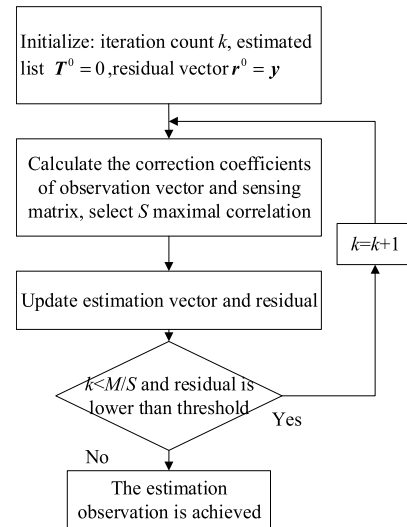 Initialize: iteration count k, estimated
list T⁰ = 0 ,residual vector r⁰ = y
Calculate the correction coefficients
of observation vector and sensing
matrix, select S maximal correlation
k=k+1
Update estimation vector and residual
k<M/S and residual is
lower than threshold
Yes
No
The estimation
observation is achieved